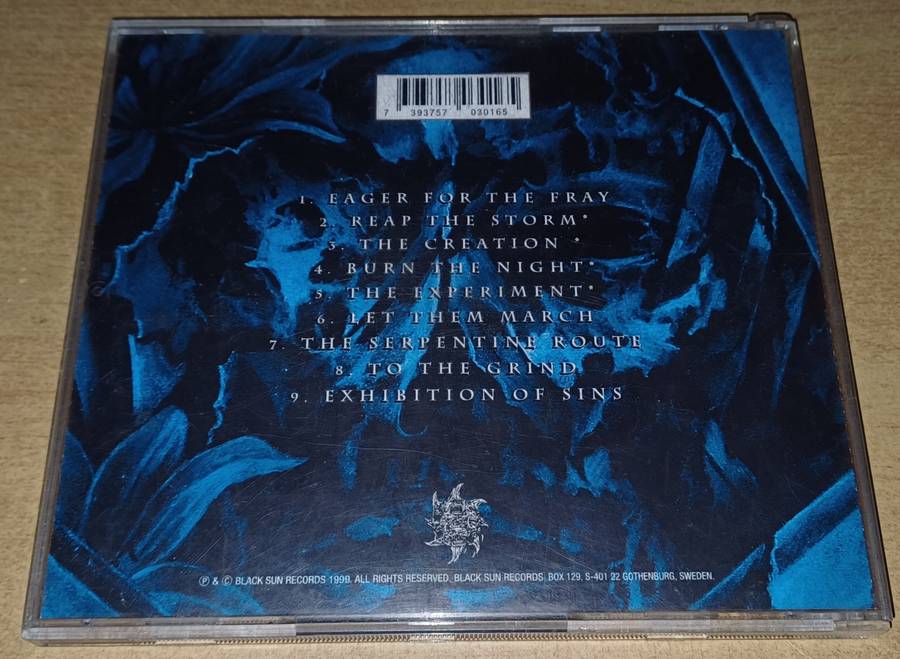 7 393757 030165
1. EAGER FOR THE FRAY
2. REAP THE STORM*
3. THE CREATION *
4. BURN THE NIGHT*
5. THE EXPERIMENT*
6. LET THEM MARCH
7. THE SERPENTINE ROUTE
8. TO THE GRIND
9. EXHIBITION OF SINS
Ⓟ & © BLACK SUN RECORDS 1999. ALL RIGHTS RESERVED. BLACK SUN RECORDS, BOX 129, S-401 22 GOTHENBURG, SWEDEN.